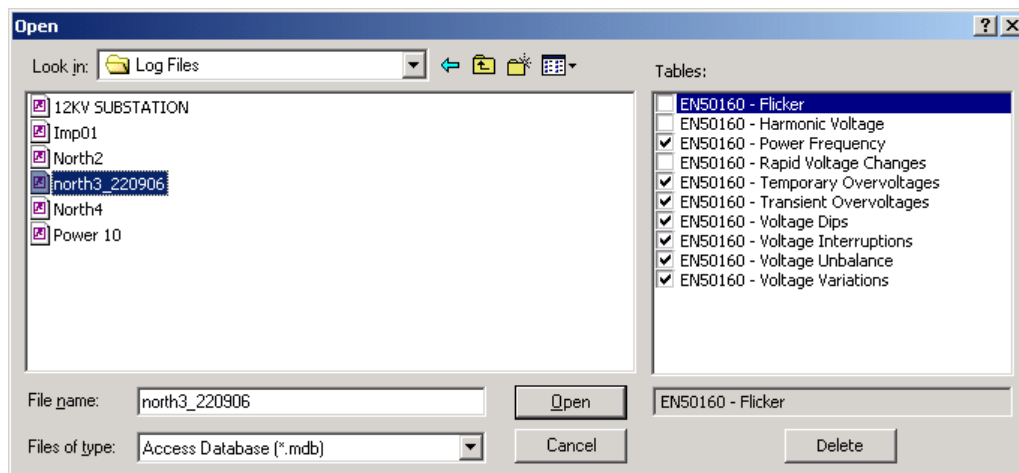 Open
Look in: Log Files
Tables:
12KV SUBSTATION
Imp01
North2
north3_220906
North4
Power 10
EN50160 - Flicker
EN50160 - Harmonic Voltage
EN50160 - Power Frequency
EN50160 - Rapid Voltage Changes
EN50160 - Temporary Overvoltages
EN50160 - Transient Overvoltages
EN50160 - Voltage Dips
EN50160 - Voltage Interruptions
EN50160 - Voltage Unbalance
EN50160 - Voltage Variations
File name: north3_220906 Open EN50160 - Flicker
Files of type: Access Database (*.mdb) Cancel Delete